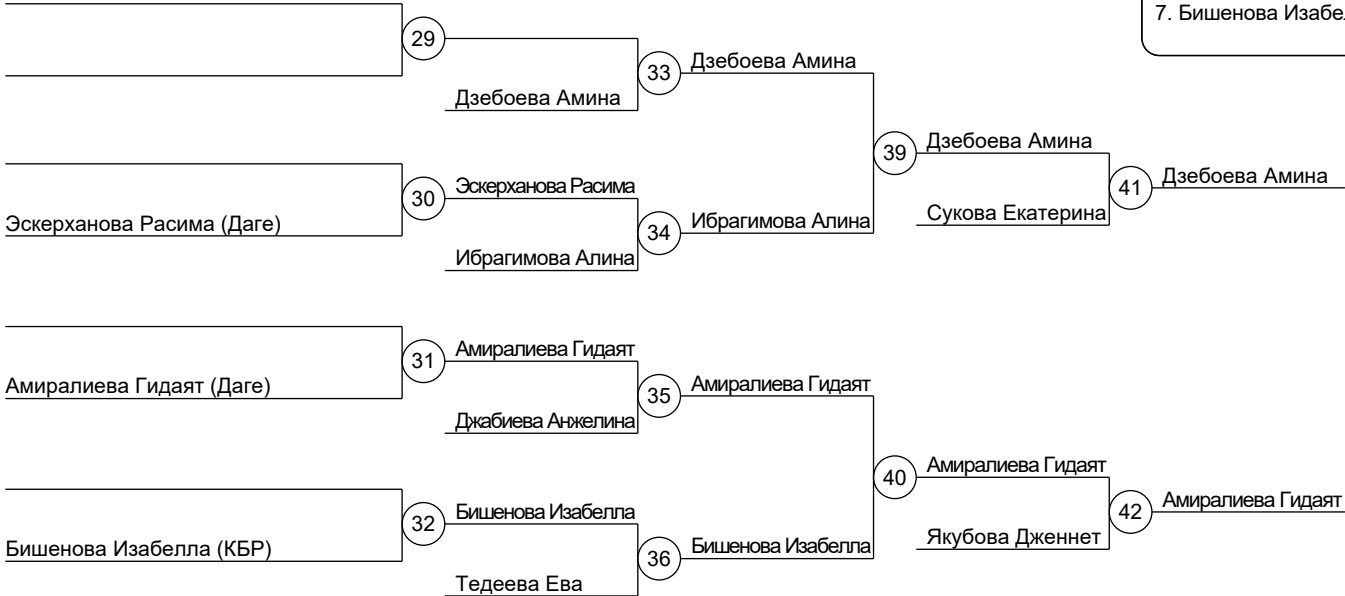 7. Бишенова Изабел
29
33
Дзебоева Амина
Дзебоева Амина
39
Дзебоева Амина
41
Дзебоева Амина
30
Эскерханова Расима
Эскерханова Расима (Даге)
34
Ибрагимова Алина
Сукова Екатерина
Ибрагимова Алина
31
Амиралиева Гидаят
Амиралиева Гидаят (Даге)
35
Амиралиева Гидаят
Джабиева Анжелина
40
Амиралиева Гидаят
42
Амиралиева Гидаят
32
Бишенова Изабелла
Якубова Дженнет
Бишенова Изабелла (КБР)
36
Бишенова Изабелла
Тедеева Ева